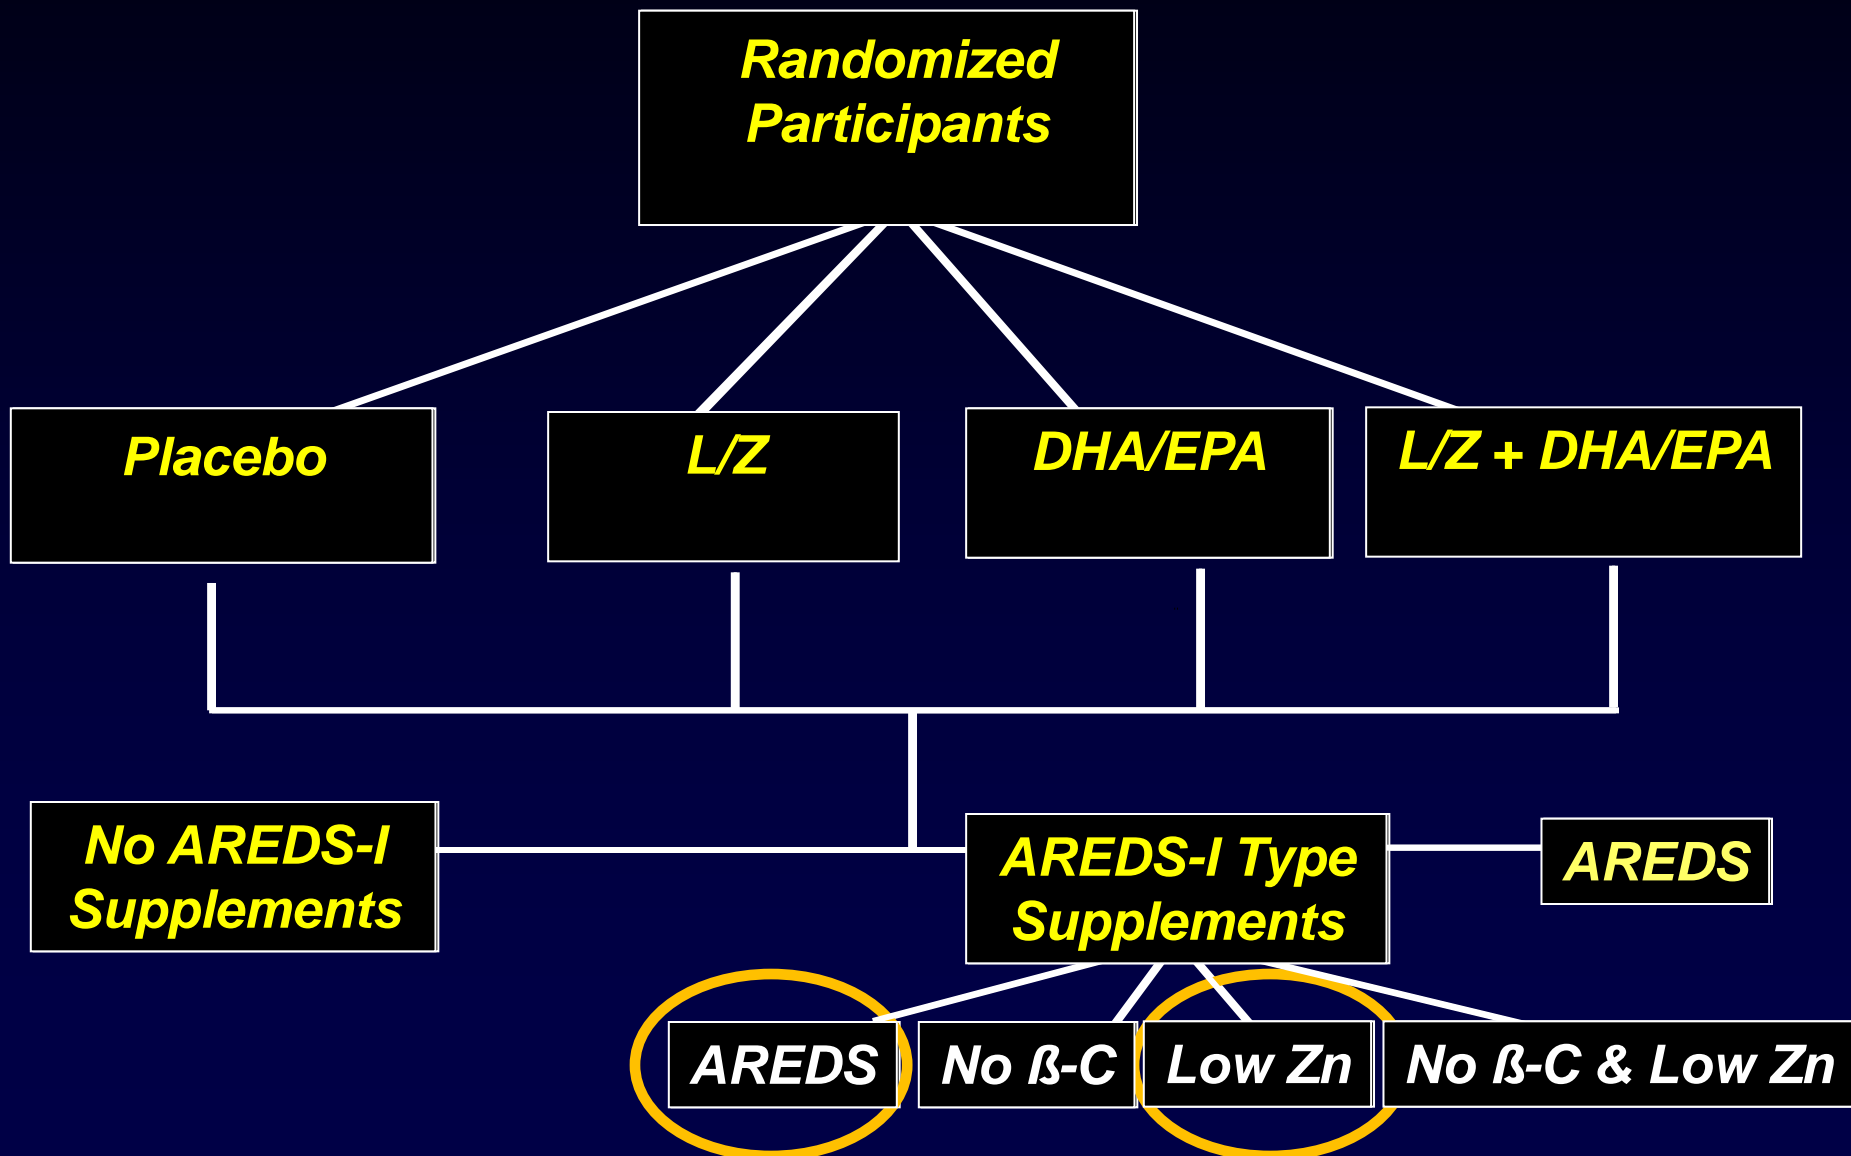 Randomized
Participants
Placebo
L/Z
DHA/EPA
L/Z + DHA/EPA
No AREDS-I
Supplements
AREDS-I Type
Supplements
AREDS
AREDS
No ß-C
Low Zn
No ß-C & Low Zn